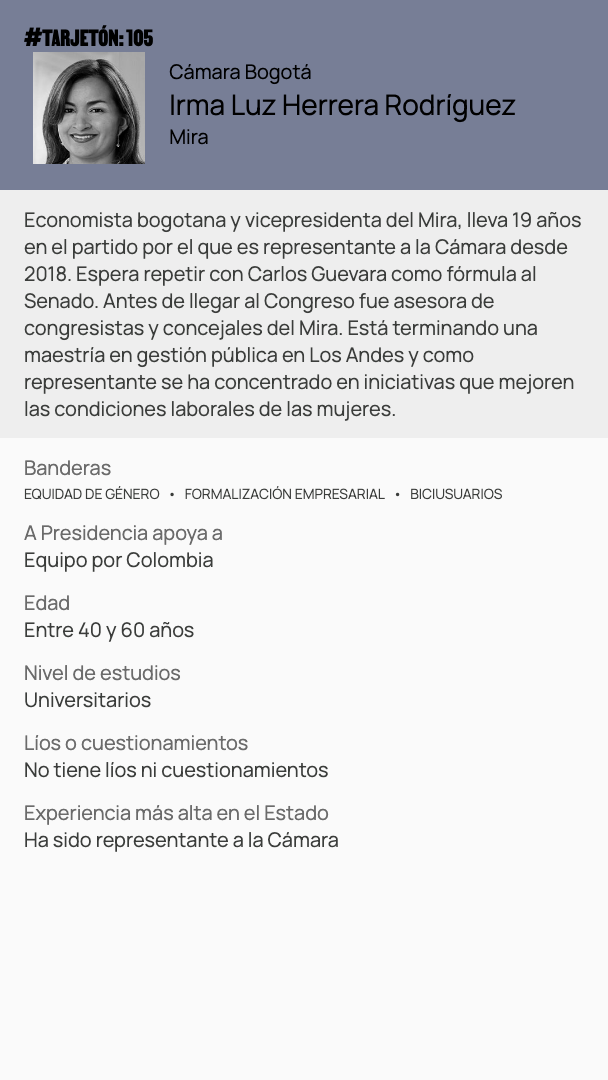 #TARJETÓN: 105
Cámara Bogotá
Irma Luz Herrera Rodríguez
Mira
Economista bogotana y vicepresidenta del Mira, lleva 19 años
en el partido por el que es representante a la Cámara desde
2018. Espera repetir con Carlos Guevara como fórmula al
Senado. Antes de llegar al Congreso fue asesora de
congresistas y concejales del Mira. Está terminando una
maestría en gestión pública en Los Andes y como
representante se ha concentrado en iniciativas que mejoren
las condiciones laborales de las mujeres.
Banderas
EQUIDAD DE GÉNERO • FORMALIZACIÓN EMPRESARIAL • BICIUSUARIOS
A Presidencia apoya a
Equipo por Colombia
Edad
Entre 40 y 60 años
Nivel de estudios
Universitarios
Líos o cuestionamientos
No tiene líos ni cuestionamientos
Experiencia más alta en el Estado
Ha sido representante a la Cámara